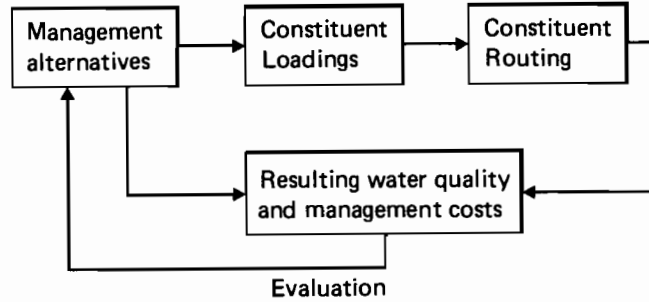 Management
alternatives
Constituent
Loadings
Constituent
Routing
Resulting water quality
and management costs
Evaluation